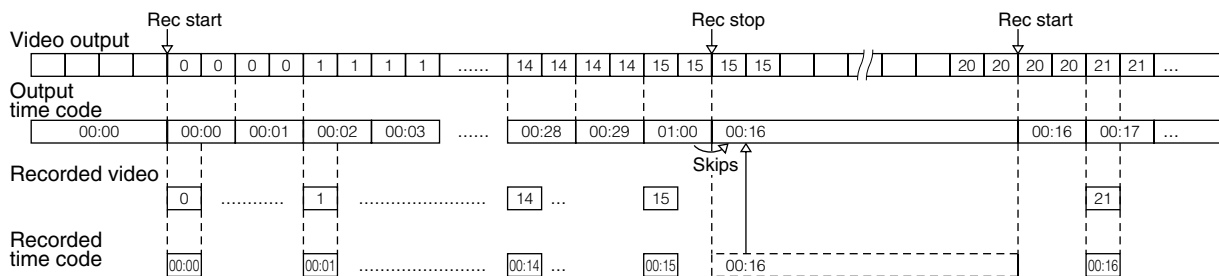 Rec start Rec stop Rec start
Video output
0 0 0 0 1 1 1 1 ...... 14 14 14 14 15 15 15 15 20 20 20 20 21 21 ...
Output
time code
00:00 00:00 00:01 00:02 00:03 ...... 00:28 00:29 01:00 00:16 00:16 00:17 ...
Skips
Recorded video
0 ............ 1 ........................ 14 ... 15 21
Recorded
time code
00:00 00:01 ........................ 00:14 ... 00:15 00:16 00:16